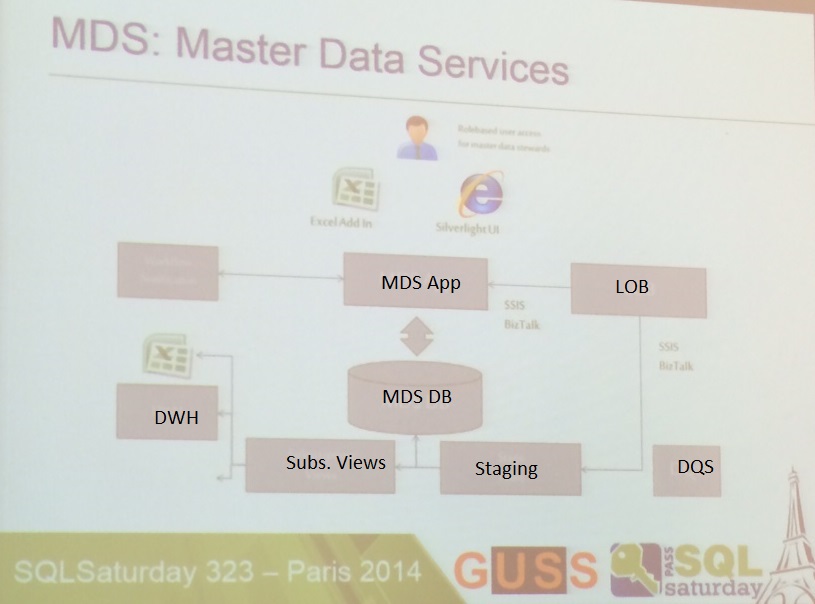 MDS: Master Data Services
Rolebased user access
for master data stewards
Excel Add In
Silverlight UI
MDS App
LOB
SSIS
BizTalk
SSIS
BizTalk
MDS DB
DWH
Subs. Views
Staging
DQS
SQLSaturday 323 – Paris 2014
GUSS
PASS
SQL
saturday